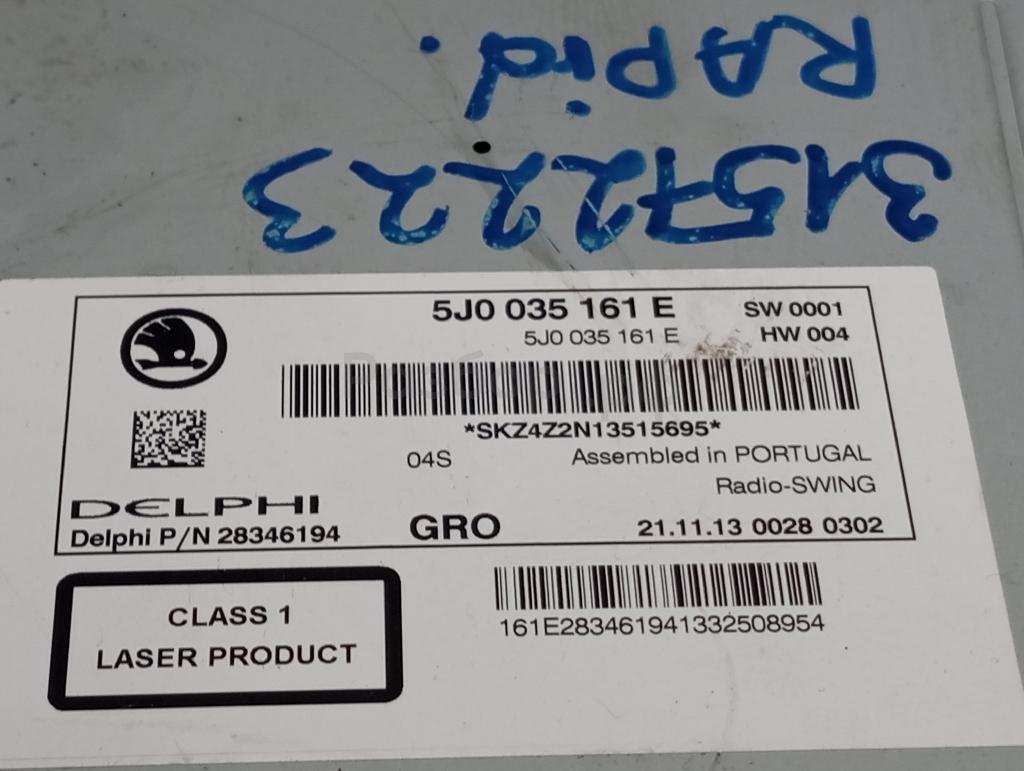 31572223
RAPid.
5J0 035 161 E SW 0001
5J0 035 161 E HW 004
*SKZ4Z2N13515695*
04S Assembled in PORTUGAL
Radio-SWING
DELPHI
Delphi P/N 28346194 GRO 21.11.13 0028 0302
161E283461941332508954
CLASS 1
LASER PRODUCT